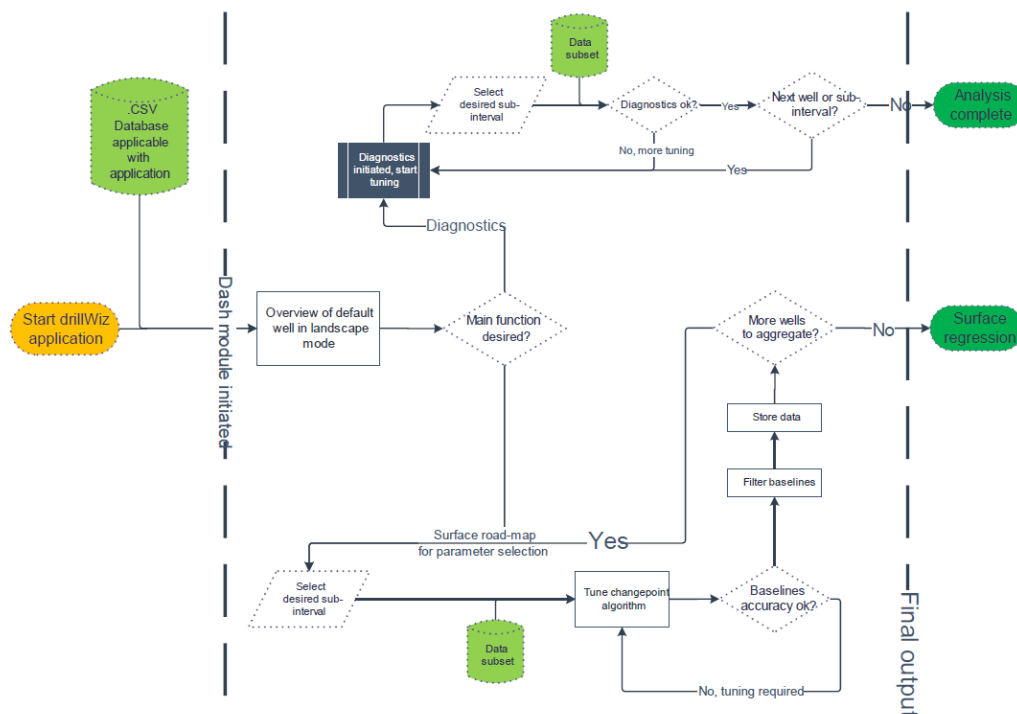 Data
subset
.CSV
Database
applicable
with
application
Select
desired sub-
interval
Diagnostics ok?
Yes
Next well or sub-
interval?
No
Analysis
complete
No, more tuning
Diagnostics
initiated, start
tuning
Yes
Diagnostics
Dash module initiated
Start drillWiz
application
Overview of default
well in landscape
mode
Main function
desired?
More wells
to aggregate?
No
Surface
regression
Store data
Filter baselines
Surface road-map
for parameter selection
Yes
Select
desired sub-
interval
Tune changepoint
algorithm
Baselines
accuracy ok?
Data
subset
No, tuning required
Final output